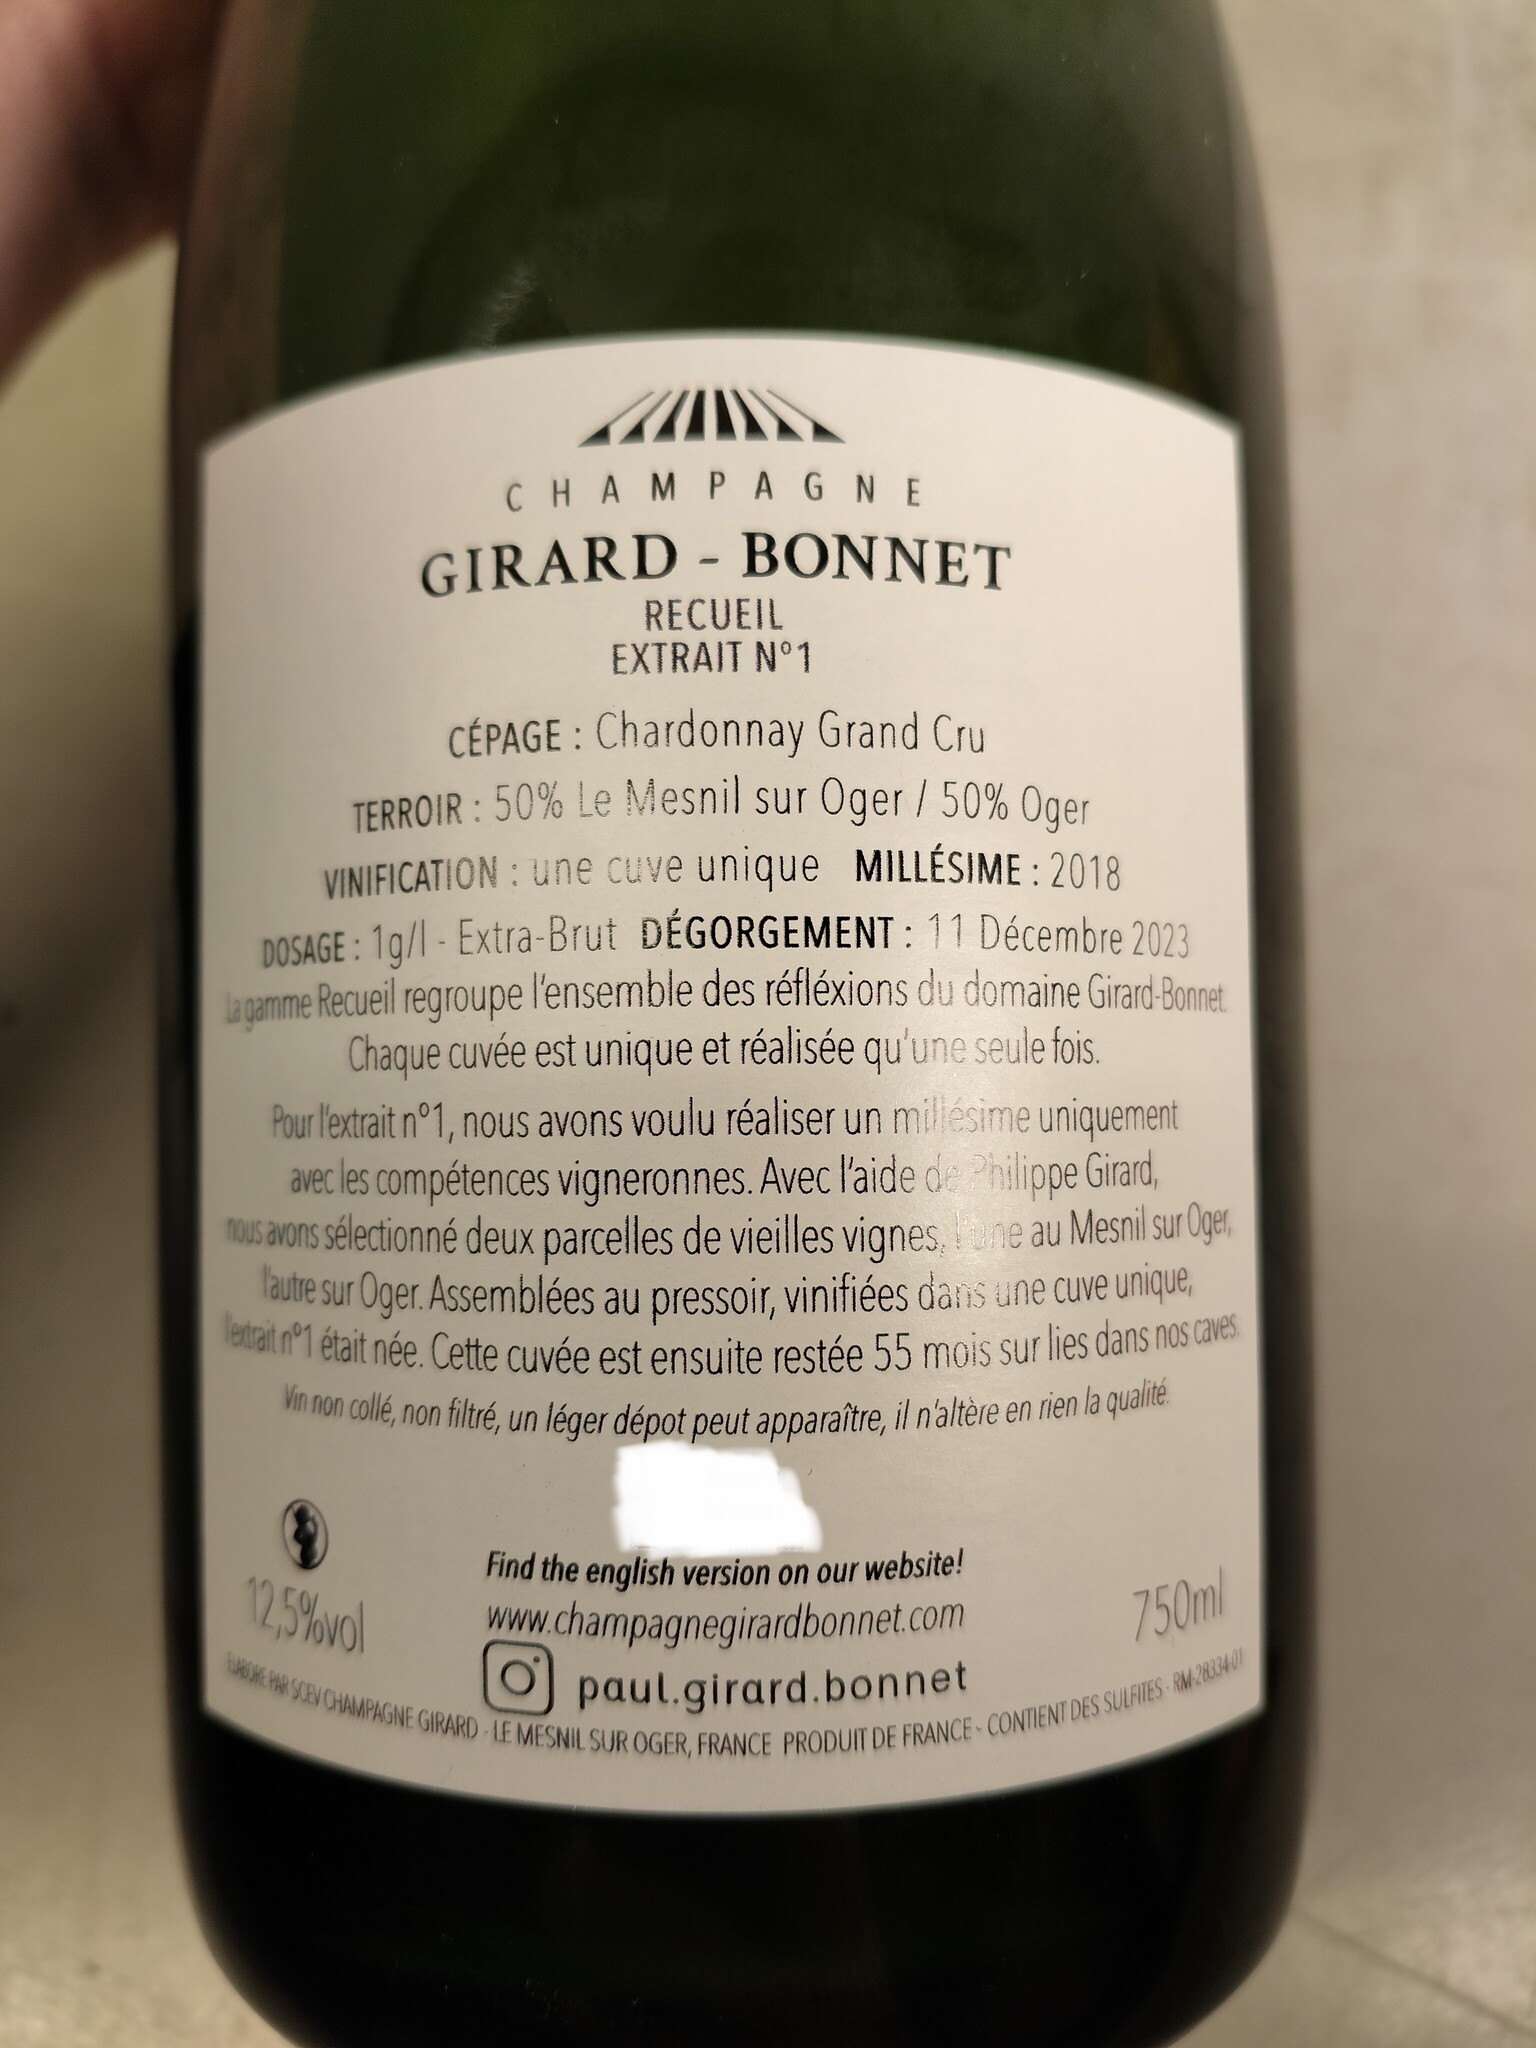 CHAMPAGNE
GIRARD - BONNET
RECUEIL
EXTRAIT N°1
CÉPAGE : Chardonnay Grand Cru
TERROIR : 50% Le Mesnil sur Oger / 50% Oger
VINIFICATION : une cuve unique MILLÉSIME : 2018
DOSAGE : 1g/l - Extra-Brut DÉGORGEMENT : 11 Décembre 2023
La gamme Recueil regroupe l'ensemble des réfléxions du domaine Girard-Bonnet.
Chaque cuvée est unique et réalisée qu'une seule fois.
Pour l'extrait n°1, nous avons voulu réaliser un millésime uniquement
avec les compétences vigneronnes. Avec l'aide de Philippe Girard,
nous avons sélectionné deux parcelles de vieilles vignes, l'une au Mesnil sur Oger,
l'autre sur Oger. Assemblées au pressoir, vinifiées dans une cuve unique,
l'extrait n°1 était née. Cette cuvée est ensuite restée 55 mois sur lies dans nos caves.
Vin non collé, non filtré, un léger dépot peut apparaître, il n'altère en rien la qualité.
Find the english version on our website!
12,5%vol www.champagnegirardbonnet.com 750ml
paul.girard.bonnet
ELABORE PAR SCEV CHAMPAGNE GIRARD - LE MESNIL SUR OGER, FRANCE PRODUIT DE FRANCE - CONTIENT DES SULFITES - RM-28334-01